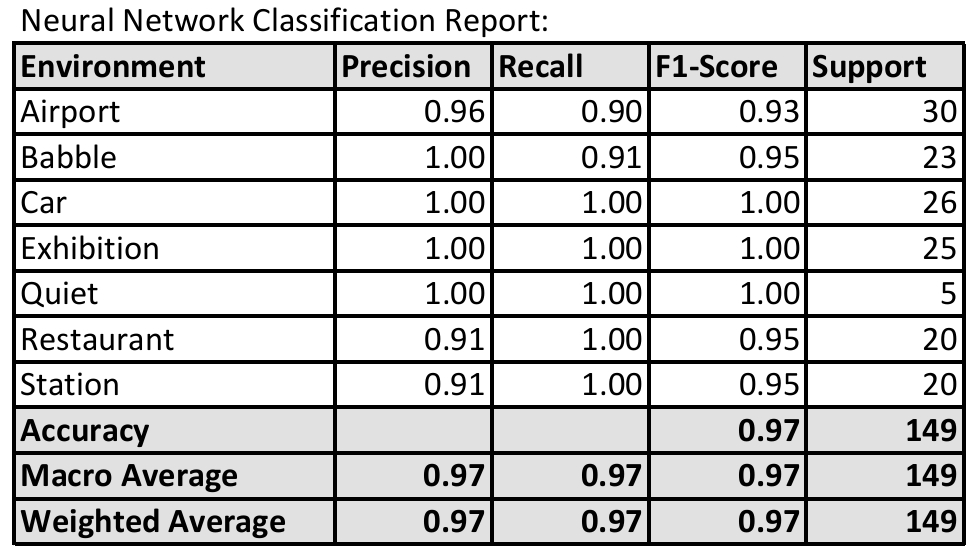 Neural Network Classification Report:
Environment Precision Recall F1-Score Support
Airport 0.96 0.90 0.93 30
Babble 1.00 0.91 0.95 23
Car 1.00 1.00 1.00 26
Exhibition 1.00 1.00 1.00 25
Quiet 1.00 1.00 1.00 5
Restaurant 0.91 1.00 0.95 20
Station 0.91 1.00 0.95 20
Accuracy 0.97 149
Macro Average 0.97 0.97 0.97 149
Weighted Average 0.97 0.97 0.97 149